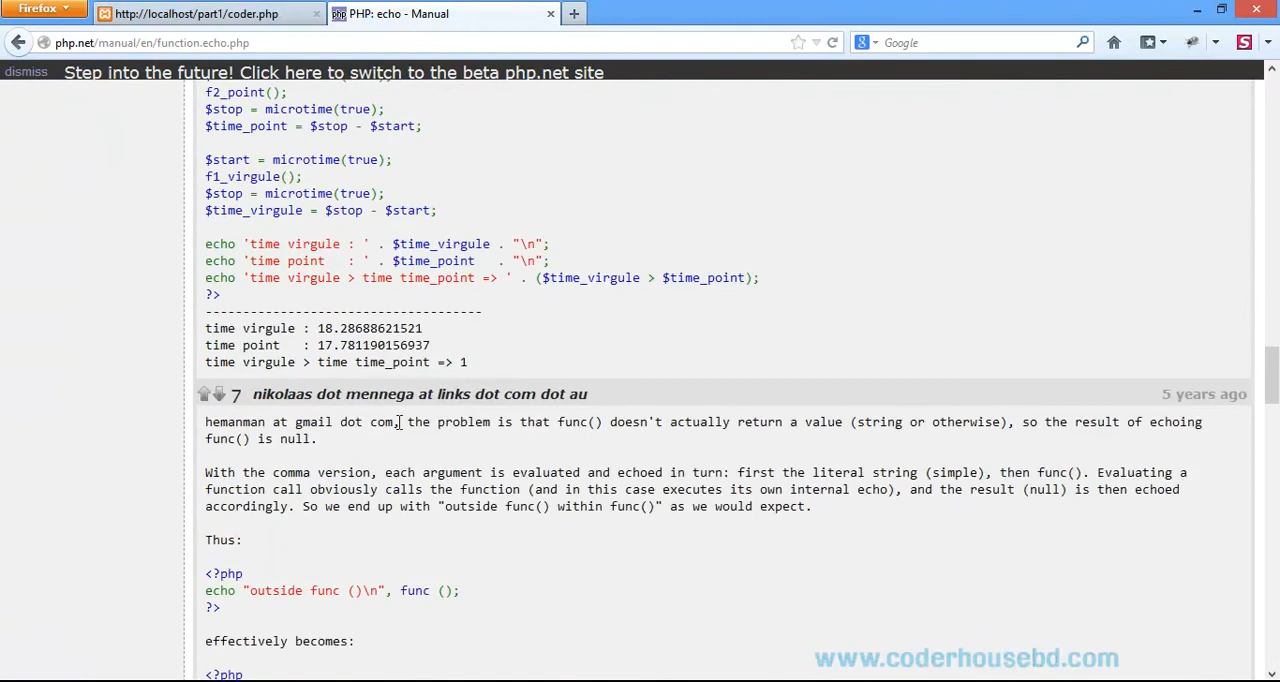 Firefox
http://localhost/part1/coder.php
PHP: echo - Manual
php.net/manual/en/function.echo.php
Google
dismiss
Step into the future! Click here to switch to the beta php.net site
f2_point();
$stop = microtime(true);
$time_point = $stop - $start;
$start = microtime(true);
f1_virgule();
$stop = microtime(true);
$time_virgule = $stop - $start;
echo 'time virgule : ' . $time_virgule . "\n";
echo 'time point   : ' . $time_point   . "\n";
echo 'time virgule > time time_point => ' . ($time_virgule > $time_point);
?>
-------------------------------------
time virgule : 18.28688621521
time point   : 17.781190156937
time virgule > time time_point => 1
7 nikolaas dot mennega at links dot com dot au
5 years ago
hemanman at gmail dot com, the problem is that func() doesn't actually return a value (string or otherwise), so the result of echoing
func() is null.
With the comma version, each argument is evaluated and echoed in turn: first the literal string (simple), then func(). Evaluating a
function call obviously calls the function (and in this case executes its own internal echo), and the result (null) is then echoed
accordingly. So we end up with "outside func() within func()" as we would expect.
Thus:
<?php
echo "outside func ()\n", func ();
?>
effectively becomes:
<?php
www.coderhousebd.com